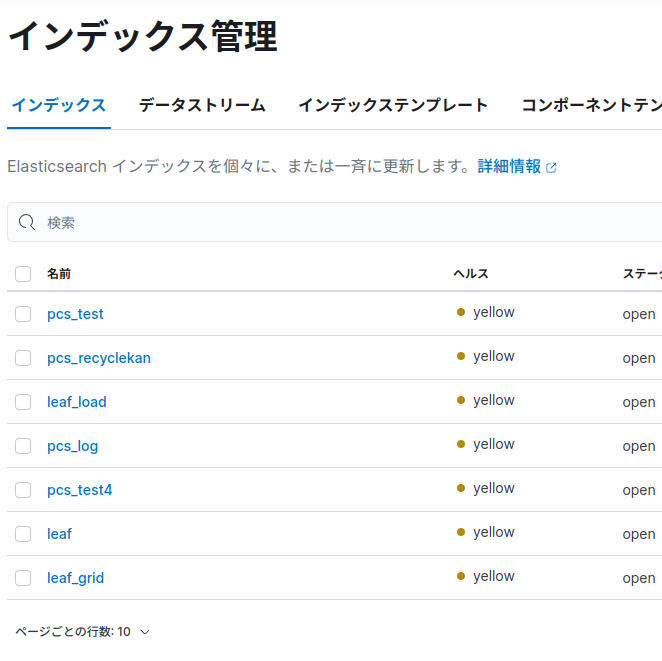 インデックス管理
インデックス データストリーム インデックステンプレート コンポーネントテン
Elasticsearch インデックスを個々に、または一斉に更新します。詳細情報
検索
名前 ヘルス ステー
pcs_test yellow open
pcs_recyclekan yellow open
leaf_load yellow open
pcs_log yellow open
pcs_test4 yellow open
leaf yellow open
leaf_grid yellow open
ページごとの行数: 10